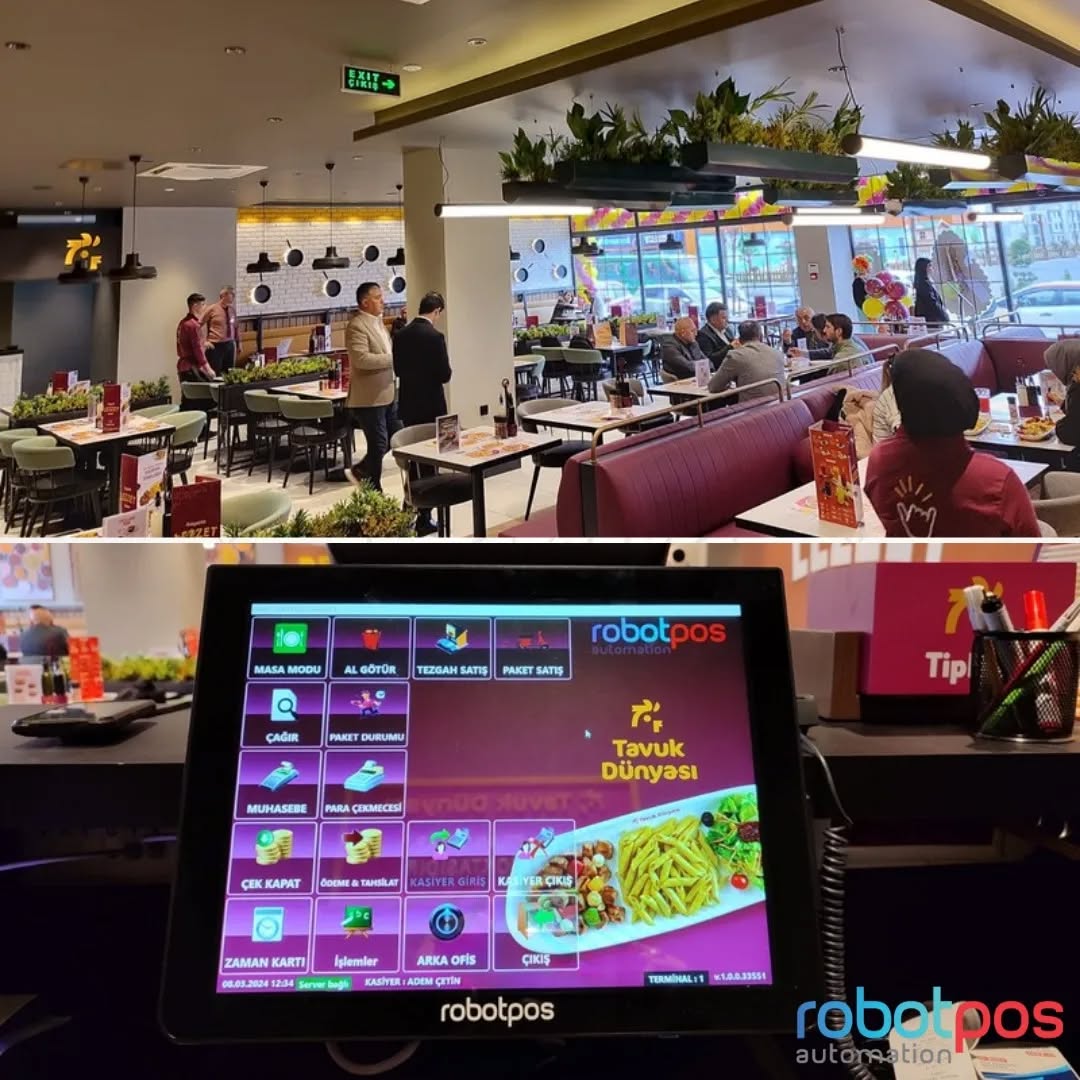 EXIT
ÇIKIŞ
LEZZET
robotpos
automation
MASA MODU
AL GÖTÜR
TEZGAH SATIŞ
PAKET SATIŞ
ÇAĞIR
PAKET DURUMU
Tavuk
Dünyası
MUHASEBE
PARA ÇEKMECESİ
ÇEK KAPAT
ÖDEME & TAHSİLAT
KASİYER GİRİŞ
KASİYER ÇIKIŞ
ZAMAN KARTI
İşlemler
ARKA OFİS
ÇIKIŞ
08.03.2024 12:34 Server bağlı KASİYER : ADEM ÇETİN TERMİNAL : 1 v.1.0.0.33551
robotpos
robotpos
automation